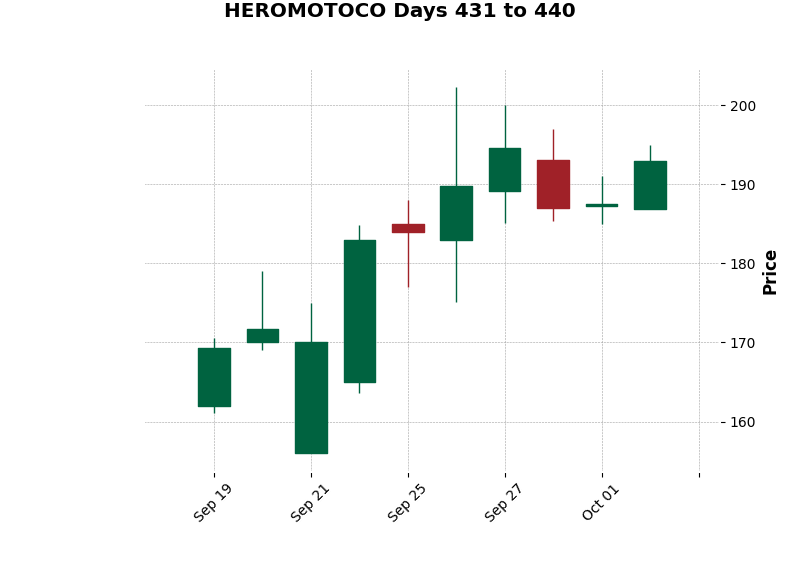 HEROMOTOCO Days 431 to 440
200
190
180
170
160
Price
Sep 19
Sep 21
Sep 25
Sep 27
Oct 01